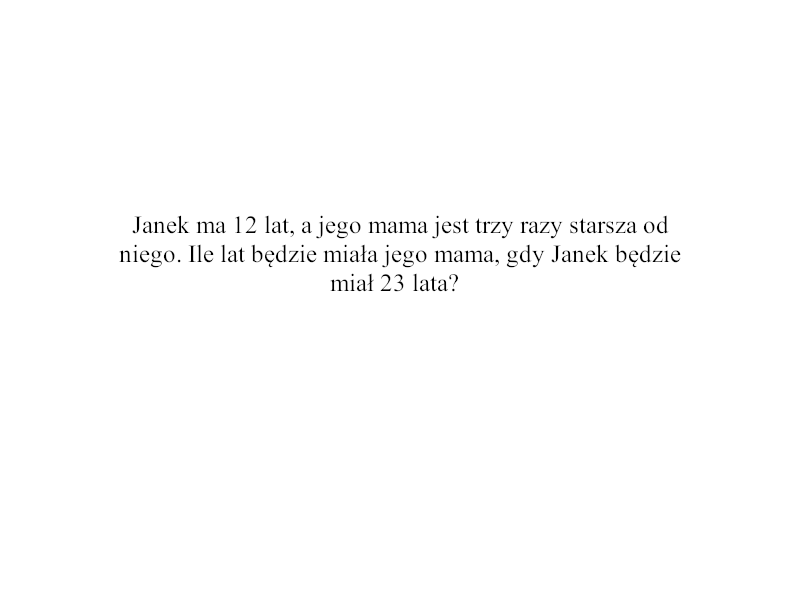 Janek ma 12 lat, a jego mama jest trzy razy starsza od
niego. Ile lat będzie miała jego mama, gdy Janek będzie
miał 23 lata?